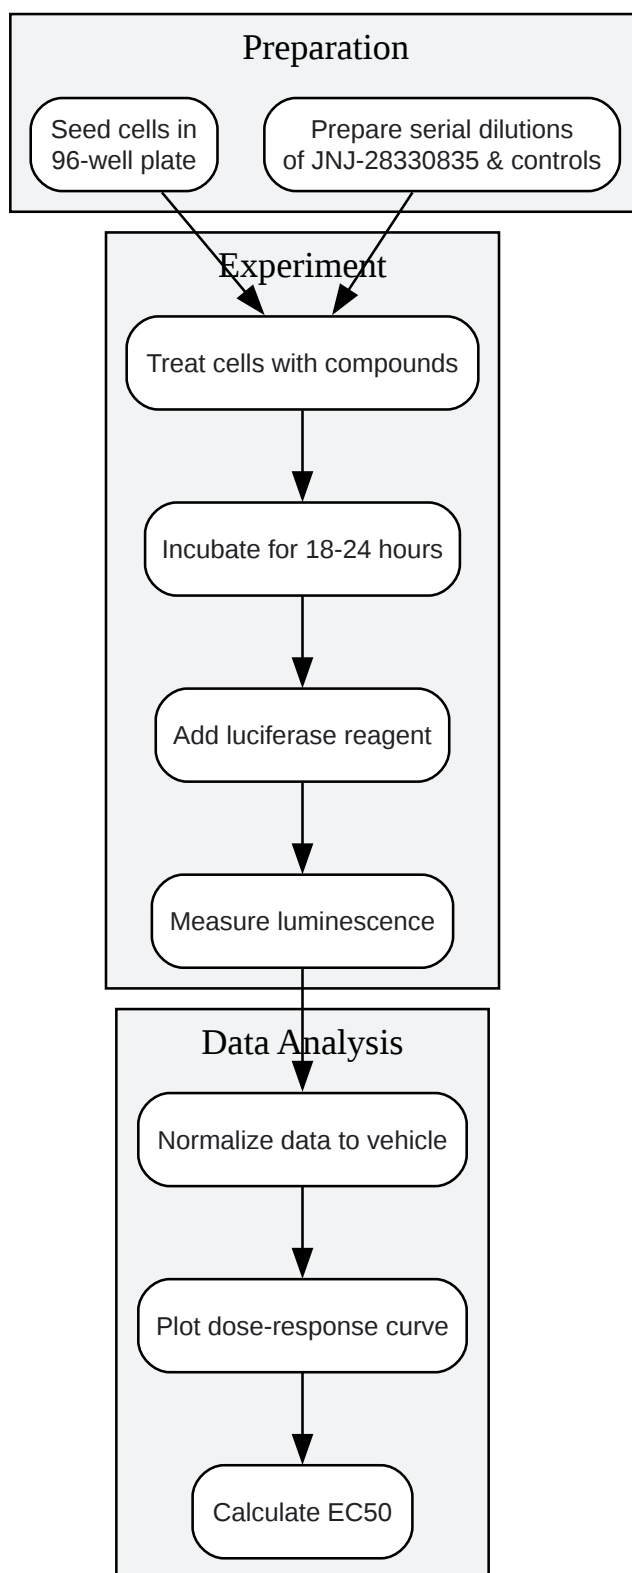 Preparation
Seed cells in
96-well plate
Prepare serial dilutions
of JNJ-28330835 & controls
Experiment
Treat cells with compounds
Incubate for 18-24 hours
Add luciferase reagent
Measure luminescence
Data Analysis
Normalize data to vehicle
Plot dose-response curve
Calculate EC50